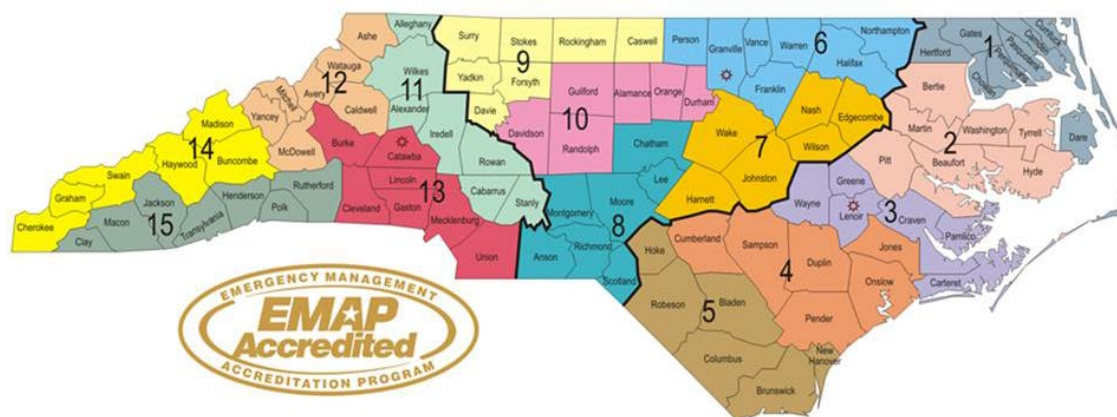 Alleghany
Ashe
Surry
Stokes
Rockingham
Caswell
Person
Granville
Vance
Warren
Northampton
Hertford
Gates
Currituck
Camden
Pasquotank
Perquimans
Chowan
1
6
9
12
Watauga
Wilkes
11
Yadkin
Forsyth
Halifax
Bertie
Mitchell
Avery
Caldwell
Alexander
Davie
Guilford
Alamance
Orange
Durham
Franklin
Nash
Edgecombe
Madison
Yancey
Iredell
Davidson
10
Randolph
Chatham
Wake
7
Wilson
Martin
Washington
Tyrrell
Dare
2
14
Haywood
Buncombe
McDowell
Burke
Catawba
Rowan
Johnston
Pitt
Beaufort
Hyde
Swain
Graham
Jackson
Henderson
Rutherford
Lincoln
13
Cabarrus
Stanly
Lee
Harnett
Wayne
Greene
Lenoir
3
Craven
Pamlico
Cherokee
Macon
15
Transylvania
Polk
Cleveland
Gaston
Mecklenburg
Montgomery
Moore
8
Clay
Union
Anson
Richmond
Scotland
Hoke
Cumberland
Sampson
4
Duplin
Jones
Onslow
Carteret
Robeson
5
Bladen
Pender
Columbus
New
Hanover
Brunswick
EMERGENCY MANAGEMENT
EMAP
Accredited
ACCREDITATION PROGRAM